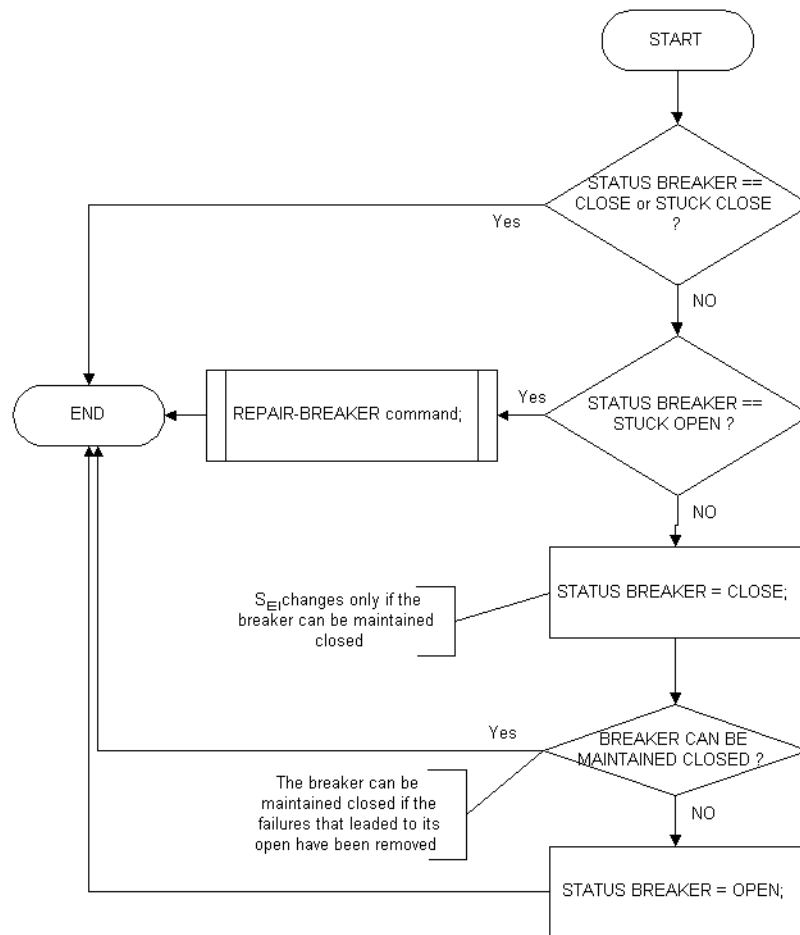 START
STATUS BREAKER ==
CLOSE or STUCK CLOSE
?
Yes
NO
STATUS BREAKER ==
STUCK OPEN ?
Yes
REPAIR-BREAKER command;
END
NO
STATUS BREAKER = CLOSE;
SEI changes only if the
breaker can be maintained
closed
BREAKER CAN BE
MAINTAINED CLOSED ?
Yes
The breaker can be
maintained closed if the
failures that leaded to its
open have been removed
NO
STATUS BREAKER = OPEN;